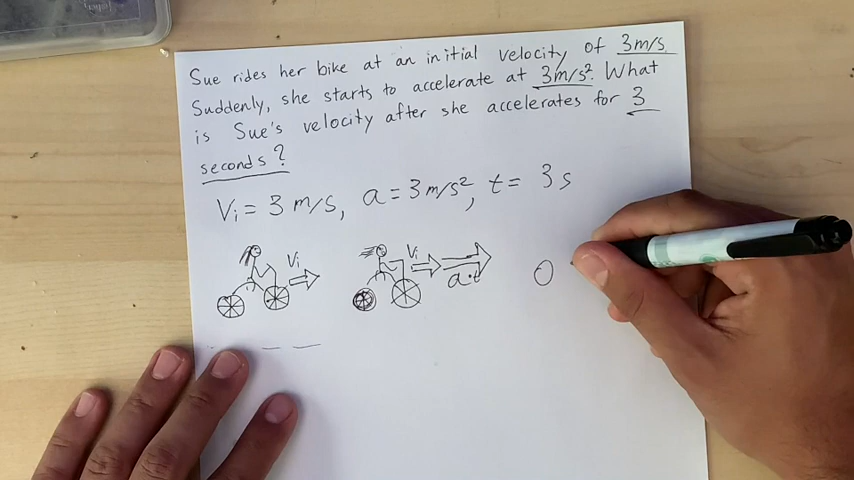 Sue rides her bike at an initial velocity of 3m/s
Suddenly, she starts to accelerate at 3m/s². What
is Sue's velocity after she accelerates for 3
seconds?
Vi = 3 m/s, a = 3 m/s², t = 3 s
Vi Vi
a·t